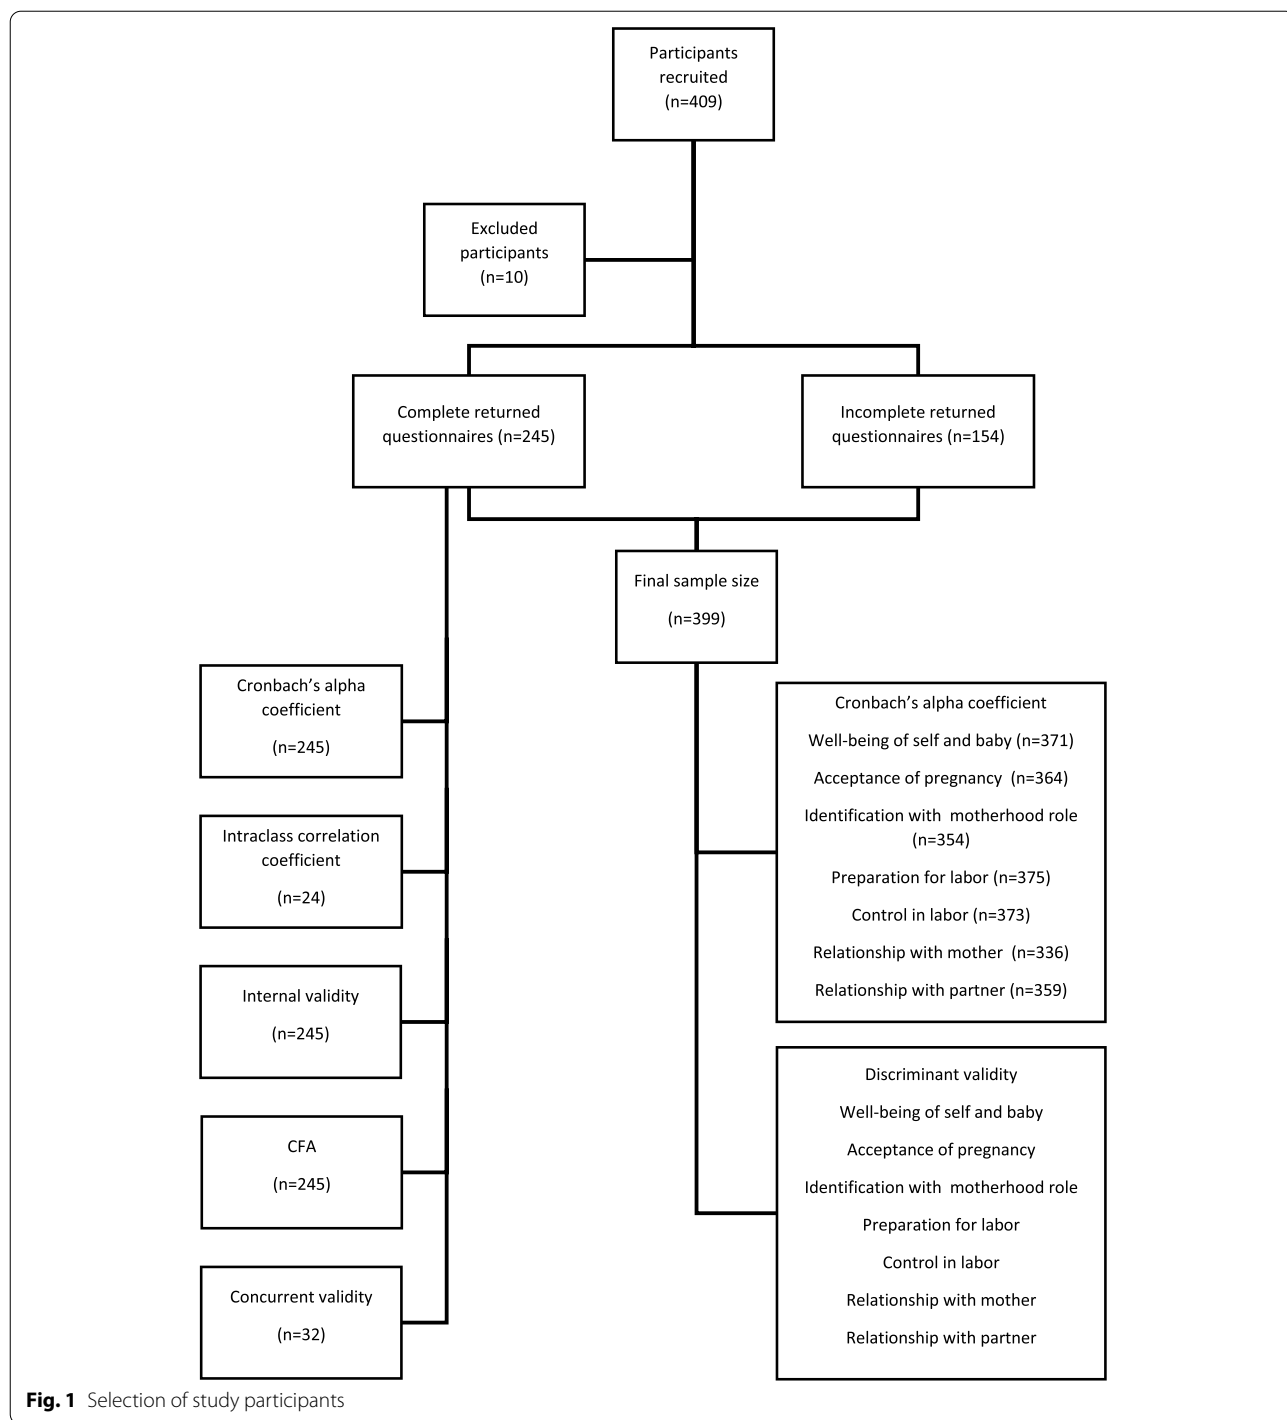 Participants
recruited
(n=409)
Excluded
participants
(n=10)
Complete returned
questionnaires (n=245)
Incomplete returned
questionnaires (n=154)
Final sample size
(n=399)
Cronbach’s alpha
coefficient
(n=245)
Intraclass correlation
coefficient
(n=24)
Internal validity
(n=245)
CFA
(n=245)
Concurrent validity
(n=32)
Cronbach’s alpha coefficient
Well-being of self and baby (n=371)
Acceptance of pregnancy (n=364)
Identification with motherhood role
(n=354)
Preparation for labor (n=375)
Control in labor (n=373)
Relationship with mother (n=336)
Relationship with partner (n=359)
Discriminant validity
Well-being of self and baby
Acceptance of pregnancy
Identification with motherhood role
Preparation for labor
Control in labor
Relationship with mother
Relationship with partner
Fig. 1 Selection of study participants